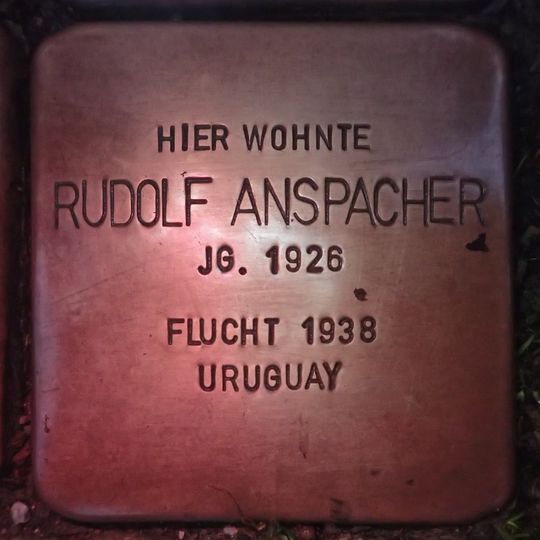 HIER WOHNTE
RUDOLF ANSPACHER
JG. 1926
FLUCHT 1938
URUGUAY